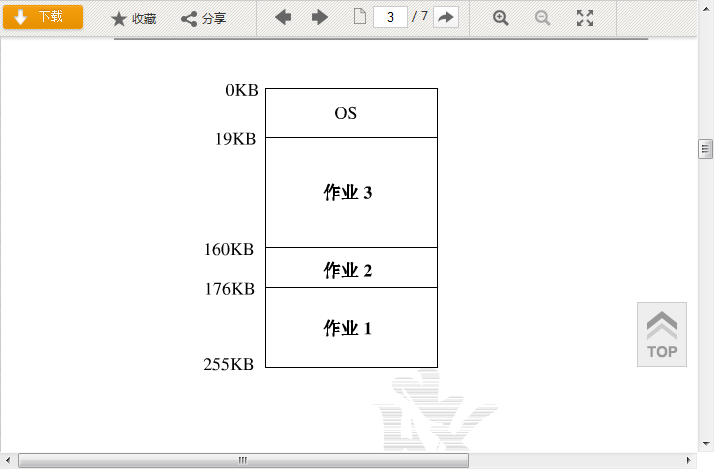 下载 收藏 分享 3 / 7
0KB
OS
19KB
作业 3
160KB
作业 2
176KB
作业 1
TOP
255KB